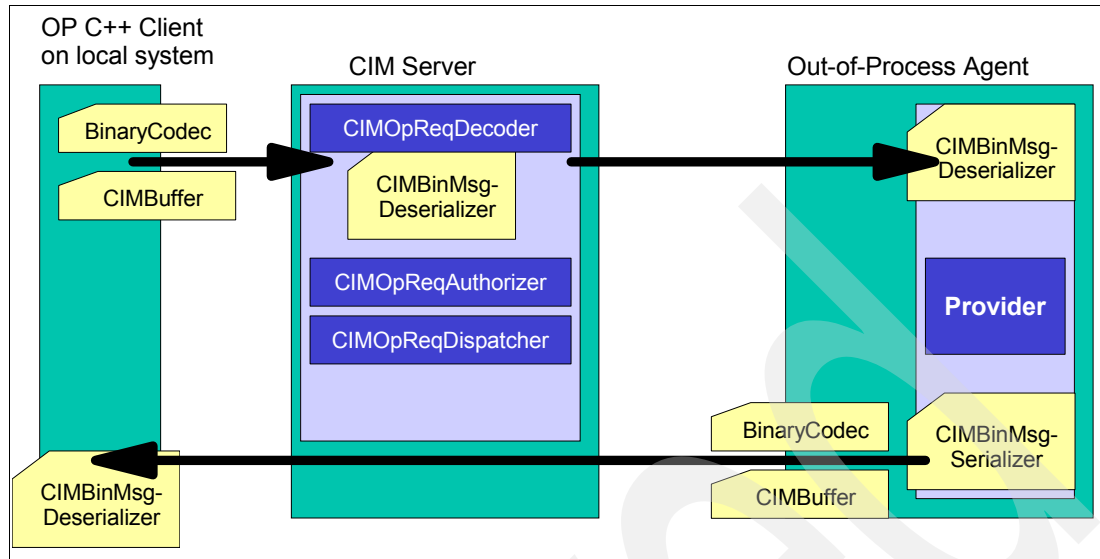 OP C++ Client
on local system
CIM Server
Out-of-Process Agent
BinaryCodec
CIMBuffer
CIMOpReqDecoder
CIMBinMsg-
Deserializer
CIMOpReqAuthorizer
CIMOpReqDispatcher
CIMBinMsg-
Deserializer
Provider
BinaryCodec
CIMBuffer
CIMBinMsg-
Serializer
CIMBinMsg-
Deserializer